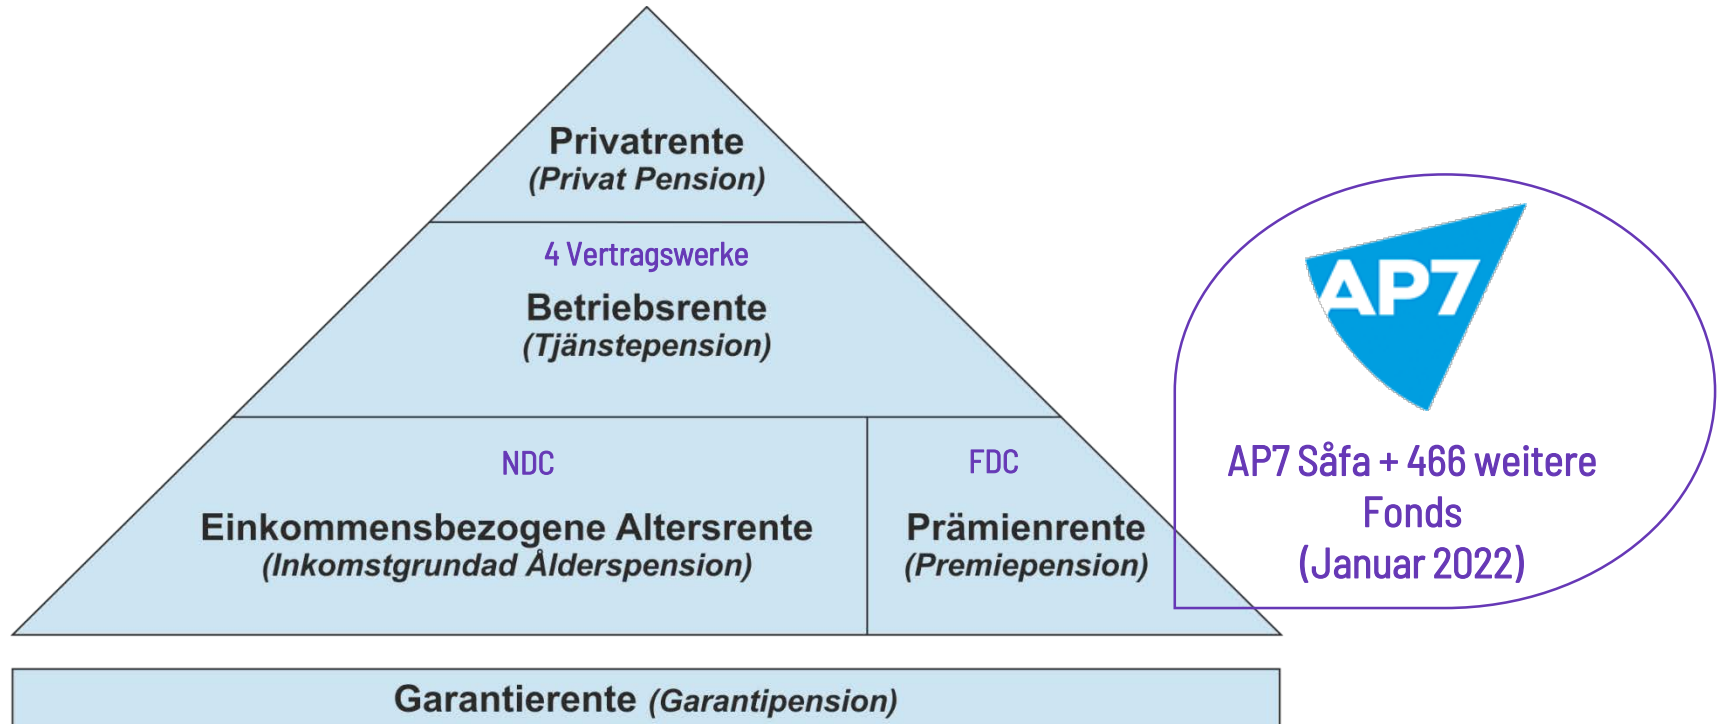 Privatrente
(Privat Pension)
4 Vertragswerke
Betriebsrente
(Tjänstepension)
NDC
Einkommensbezogene Altersrente
(Inkomstgrundad Ålderspension)
FDC
Prämienrente
(Premiepension)
AP7
AP7 Såfa + 466 weitere
Fonds
(Januar 2022)
Garantierente (Garantipension)